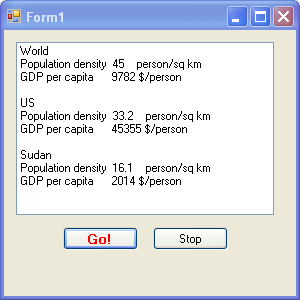 Form1
World
Population density 45 person/sq km
GDP per capita 9782 $/person
US
Population density 33.2 person/sq km
GDP per capita 45355 $/person
Sudan
Population density 16.1 person/sq km
GDP per capita 2014 $/person
Go! Stop